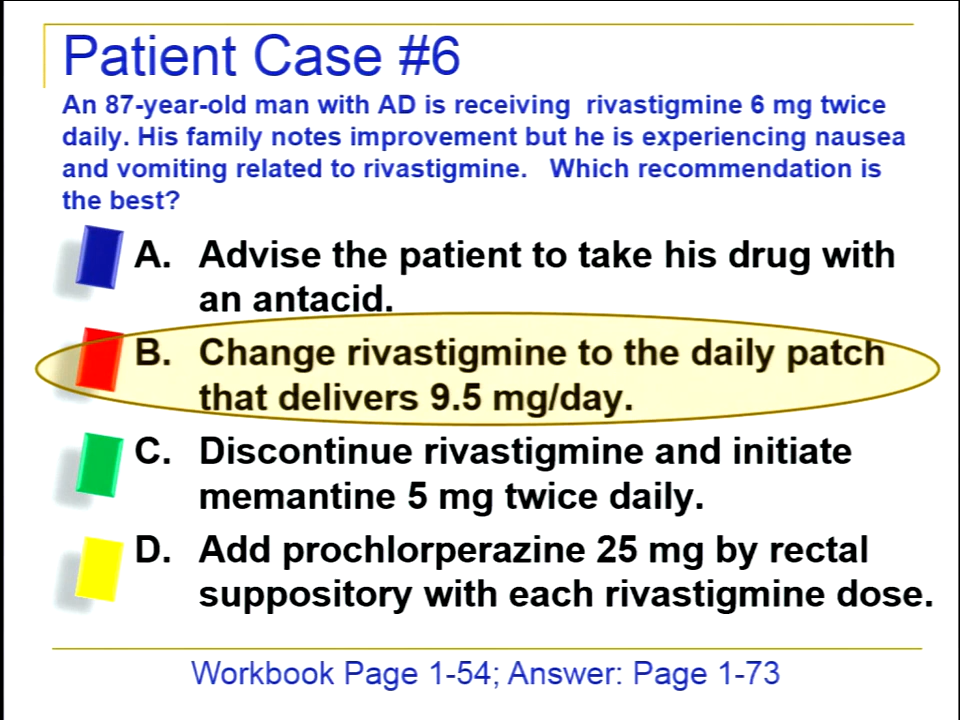 Patient Case #6
An 87-year-old man with AD is receiving rivastigmine 6 mg twice
daily. His family notes improvement but he is experiencing nausea
and vomiting related to rivastigmine. Which recommendation is
the best?
A. Advise the patient to take his drug with
an antacid.
B. Change rivastigmine to the daily patch
that delivers 9.5 mg/day.
C. Discontinue rivastigmine and initiate
memantine 5 mg twice daily.
D. Add prochlorperazine 25 mg by rectal
suppository with each rivastigmine dose.
Workbook Page 1-54; Answer: Page 1-73